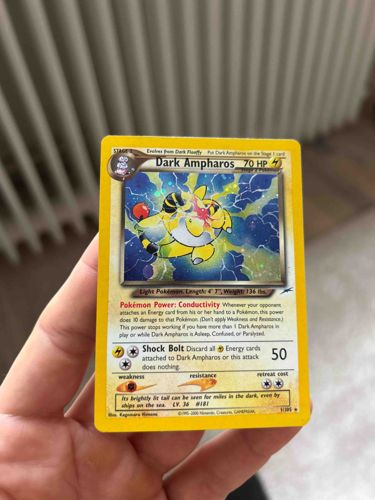 STAGE 2 Evolves from Dark Flaaffy Put Dark Ampharos on the Stage 1 card
Dark Ampharos 70 HP
Light Pokémon. Length: 4' 7", Weight: 136 lbs.
Pokémon Power: Conductivity Whenever your opponent
attaches an Energy card from his or her hand to a Pokémon, this power
does 10 damage to that Pokémon. (Don't apply Weakness and Resistance.)
This power stops working if you have more than 1 Dark Ampharos in
play or while Dark Ampharos is Asleep, Confused, or Paralyzed.
Shock Bolt Discard all Energy cards
attached to Dark Ampharos or this attack
does nothing.
50
weakness resistance retreat cost
Its brightly lit tail can be seen for miles in the dark, even by
ships on the sea. LV. 36 #181
Illus. Kagemaru Himeno ©1995-2000 Nintendo, Creatures, GAMEFREAK. 1/105